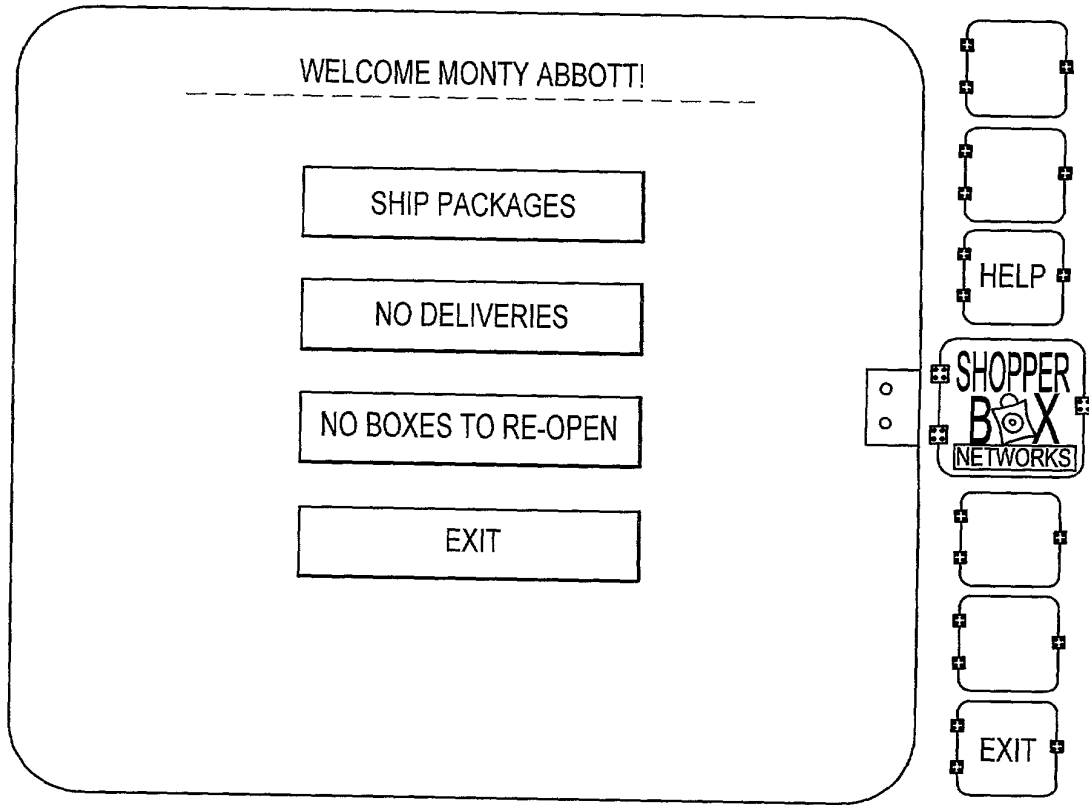 WELCOME MONTY ABBOTT!
SHIP PACKAGES
NO DELIVERIES
NO BOXES TO RE-OPEN
EXIT
HELP
SHOPPER
BOX
NETWORKS
EXIT